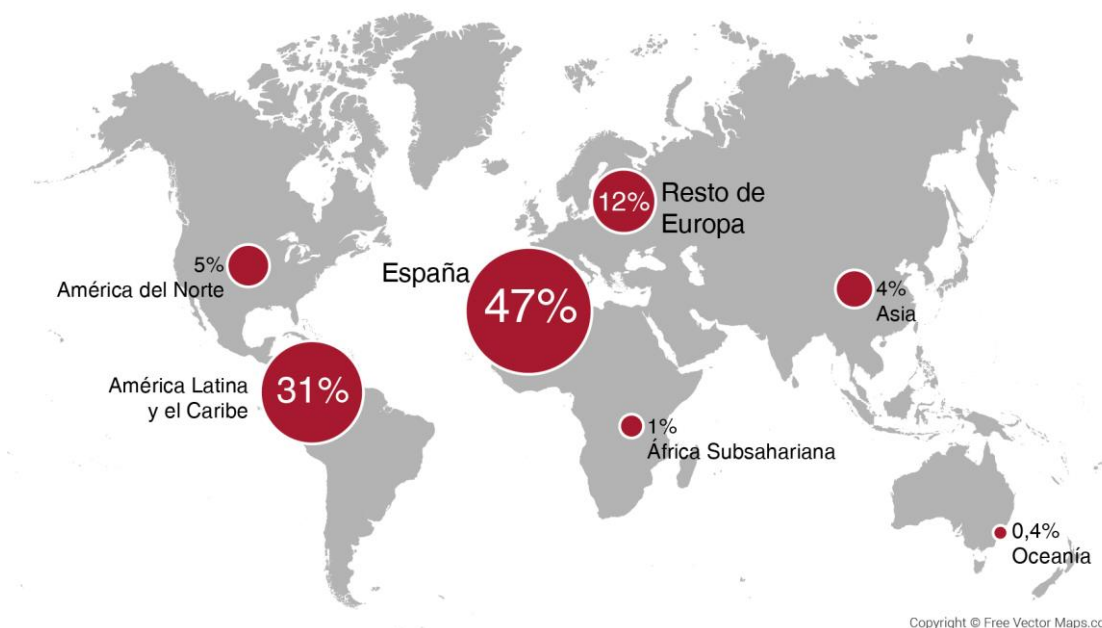 12%
Resto de
Europa
España
47%
5%
América del Norte
4%
Asia
América Latina
y el Caribe
31%
1%
África Subsahariana
0,4%
Oceanía
Copyright © Free Vector Maps.co